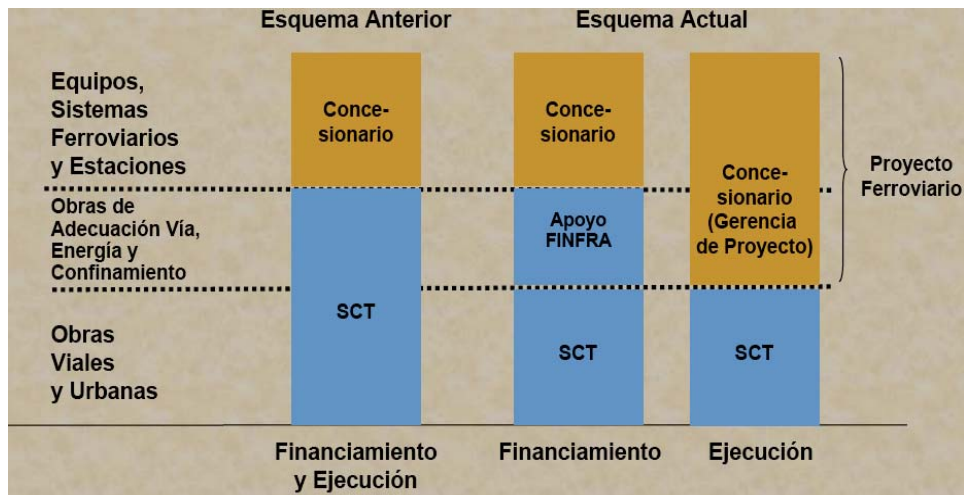 Esquema Anterior
Esquema Actual
Equipos,
Sistemas
Ferroviarios
y Estaciones
Obras de
Adecuación Vía,
Energía y
Confinamiento
Obras
Viales
y Urbanas
Conce-
sionario
SCT
Conce-
sionario
Apoyo
FINFRA
SCT
Conce-
sionario
(Gerencia
de Proyecto)
SCT
Proyecto
Ferroviario
Financiamiento
y Ejecución
Financiamiento
Ejecución